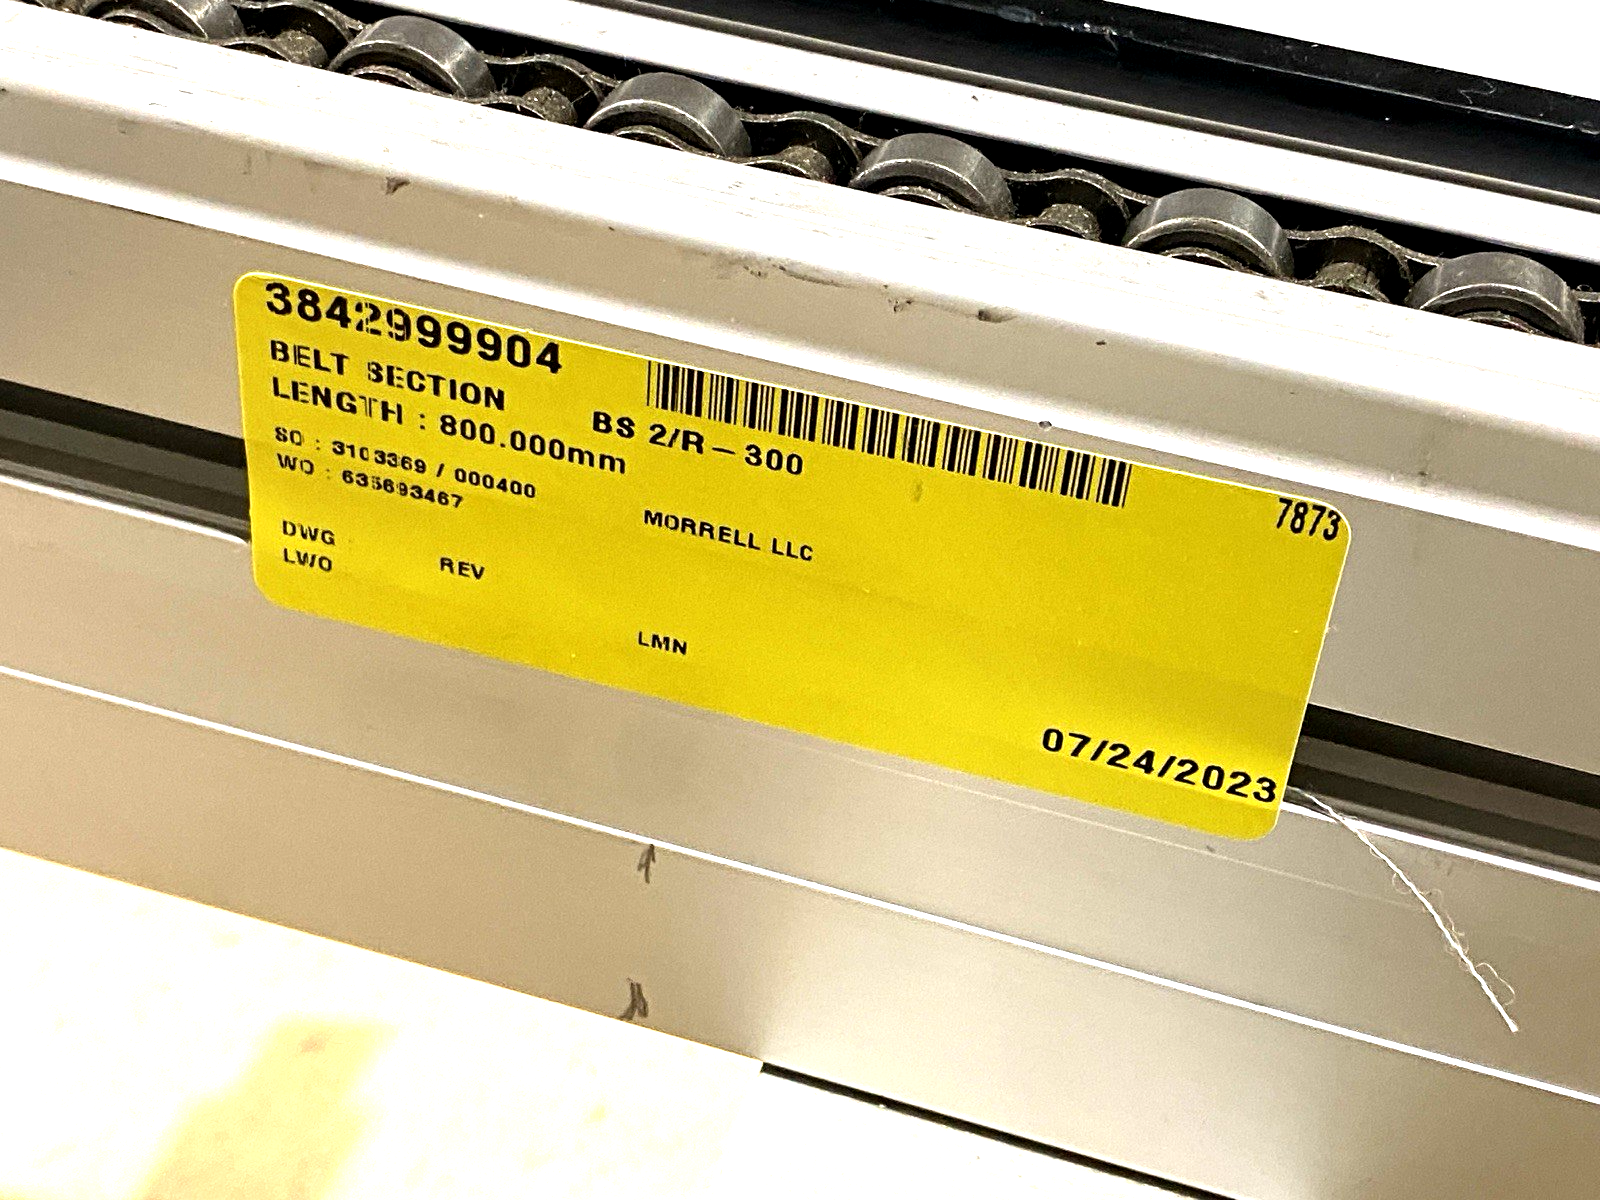 3842999904
BELT SECTION BS 2/R-300
LENGTH : 800.000mm
SO : 3103369 / 000400
WO : 635693467
MORRELL LLC
7873
DWG
LWO REV
LMN
07/24/2023